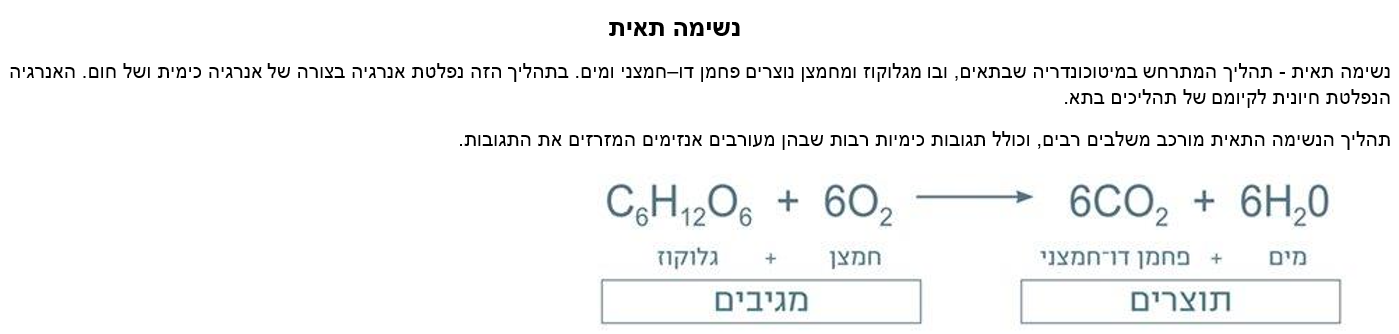 נשימה תאית
נשימה תאית - תהליך המתרחש במיטוכונדריה שבתאים, ובו מגלוקוז ומחמצן נוצרים פחמן דו–חמצני ומים. בתהליך הזה נפלטת אנרגיה בצורה של אנרגיה כימית ושל חום. האנרגיה
הנפלטת חיונית לקיומם של תהליכים בתא.
תהליך הנשימה התאית מורכב משלבים רבים, וכולל תגובות כימיות רבות שבהן מעורבים אנזימים המזרזים את התגובות.
C₆H₁₂O₆ + 6O₂ → 6CO₂ + 6H₂0
גלוקוז + חמצן פחמן דו־חמצני + מים
מגיבים תוצרים